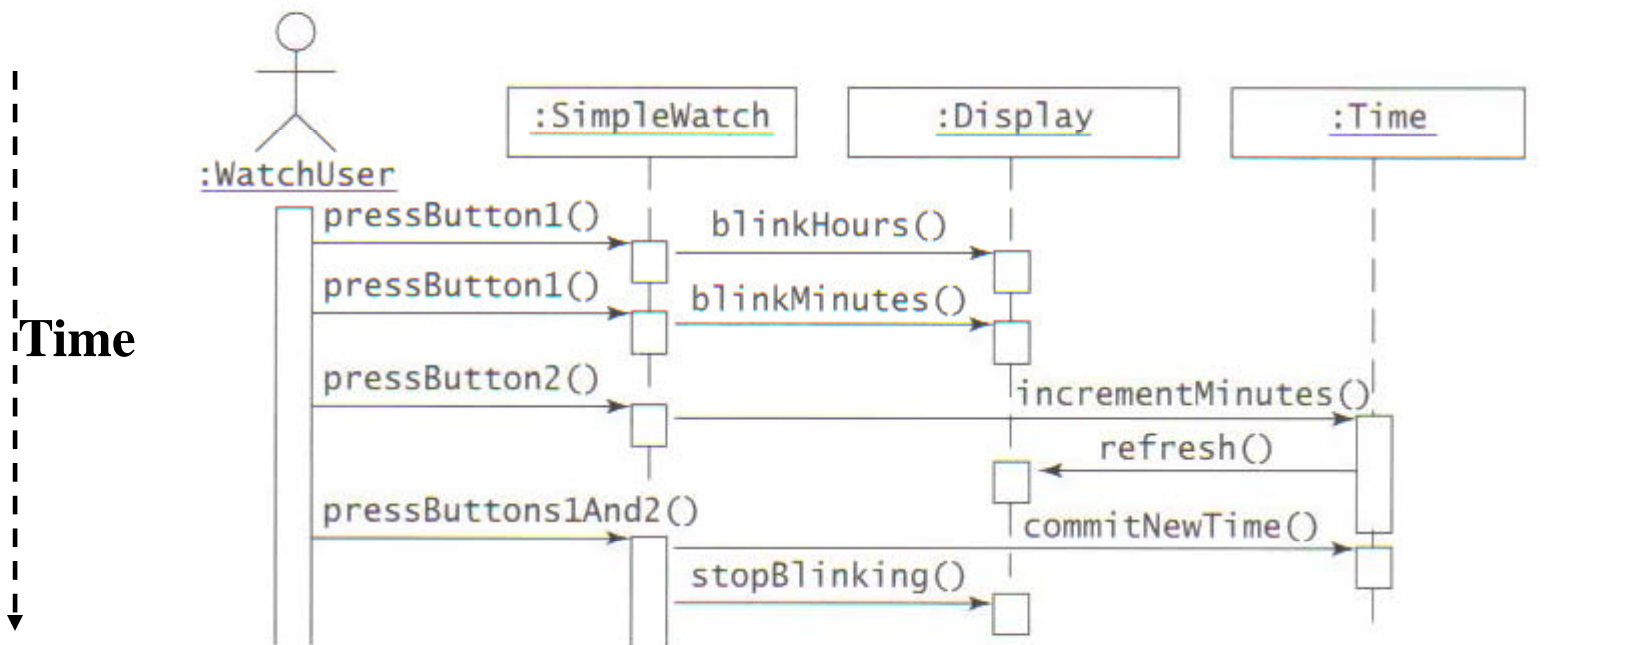 :WatchUser
:SimpleWatch
:Display
:Time
pressButton1()
blinkHours()
pressButton1()
blinkMinutes()
Time
pressButton2()
incrementMinutes()
refresh()
pressButtons1And2()
commitNewTime()
stopBlinking()